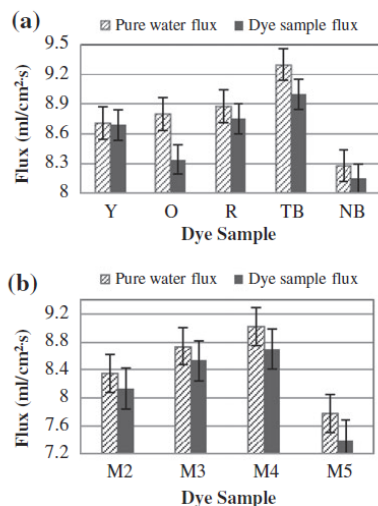 (a)
Pure water flux Dye sample flux
Flux (ml/cm²s)
9.5
9.2
8.9
8.6
8.3
8
Y O R TB NB
Dye Sample
(b)
Pure water flux Dye sample flux
Flux (ml/cm²s)
9.2
8.8
8.4
8
7.6
7.2
M2 M3 M4 M5
Dye Sample